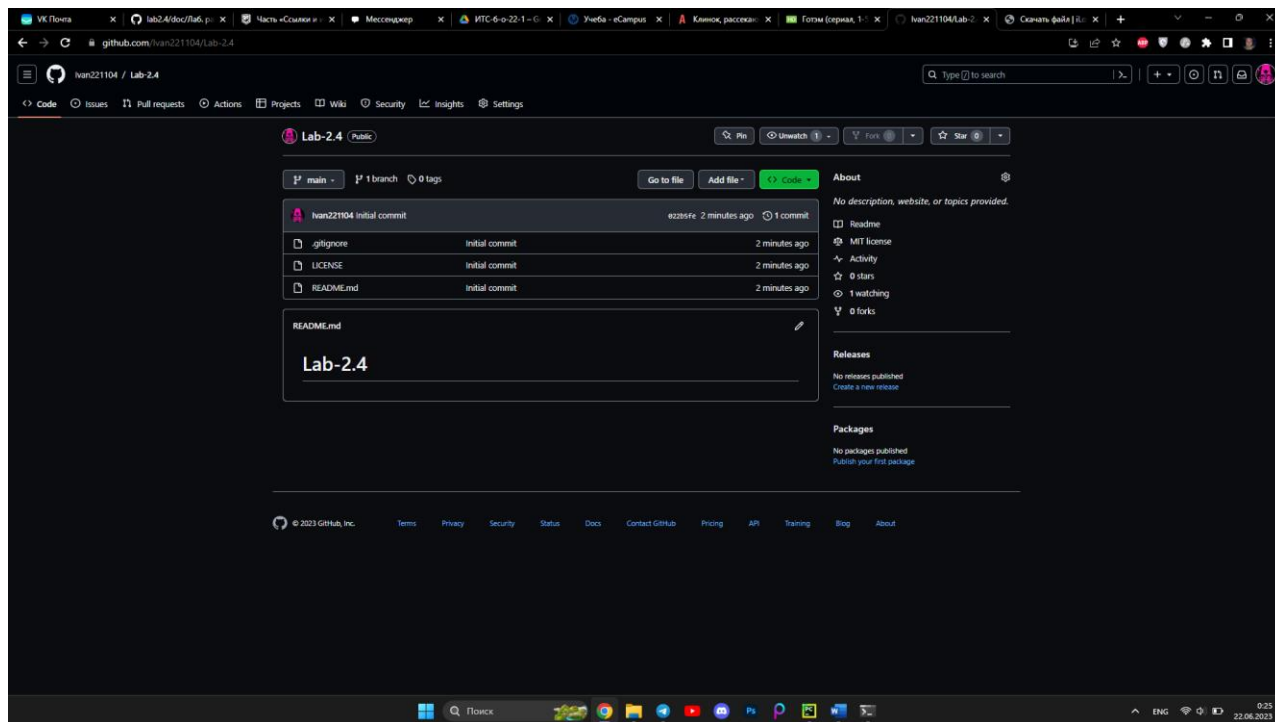 VK Почта
lab2.4/doc/Лаб. ра
Часть «Ссылки и
Мессенджер
ИТС-6-о-22-1 – G
Учеба - eCampus
Клинок, рассекаю
Готэм (сериал, 1-
Ivan221104/Lab-2.
Скачать файл |
github.com/Ivan221104/Lab-2.4
Ivan221104 / Lab-2.4
Type / to search
Code Issues Pull requests Actions Projects Wiki Security Insights Settings
Lab-2.4 Public
Pin Unwatch 1 Fork 0 Star 0
main 1 branch 0 tags
Go to file Add file Code
Ivan221104 Initial commit 022b5fe 2 minutes ago 1 commit
.gitignore Initial commit 2 minutes ago
LICENSE Initial commit 2 minutes ago
README.md Initial commit 2 minutes ago
README.md
Lab-2.4
About
No description, website, or topics provided.
Readme
MIT license
Activity
0 stars
1 watching
0 forks
Releases
No releases published
Create a new release
Packages
No packages published
Publish your first package
© 2023 GitHub, Inc. Terms Privacy Security Status Docs Contact GitHub Pricing API Training Blog About
Поиск
ENG
0:25
22.06.2023